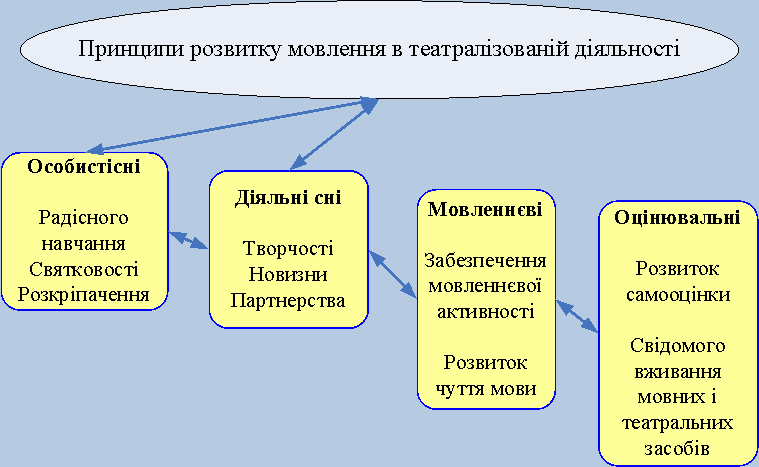 Принципи розвитку мовлення в театралізованій діяльності
Особистісні
Радісного
навчання
Святковості
Розкріпачення
Діяльні сні
Творчості
Новизни
Партнерства
Мовленнєві
Забезпечення
мовленнєвої
активності
Розвиток
чуття мови
Оцінювальні
Розвиток
самооцінки
Свідомого
вживання
мовних і
театральних
засобів